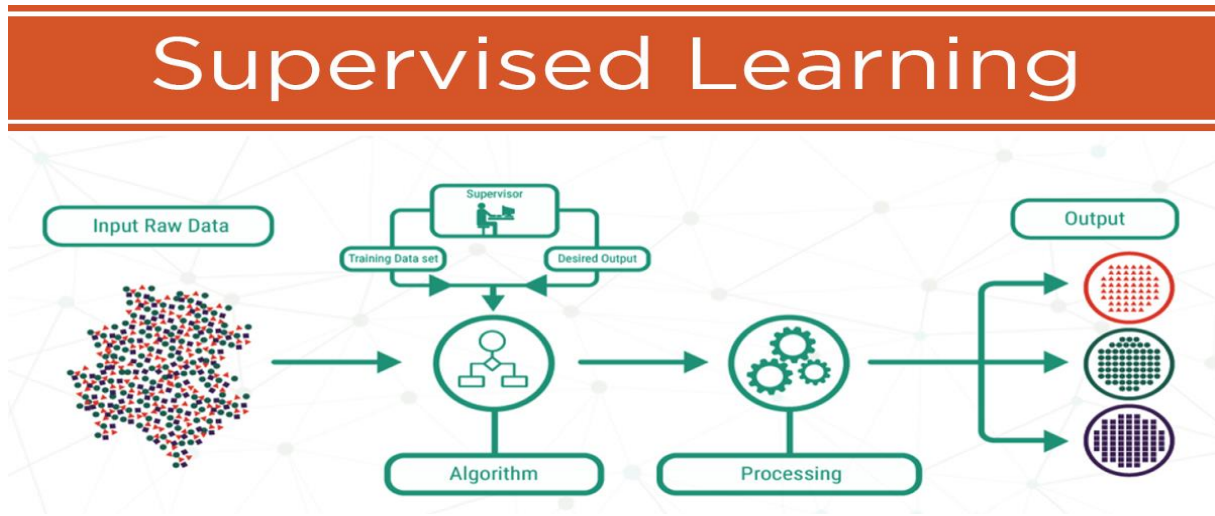 Supervised Learning
Input Raw Data
Supervisor
Training Data set
Desired Output
Output
Algorithm
Processing